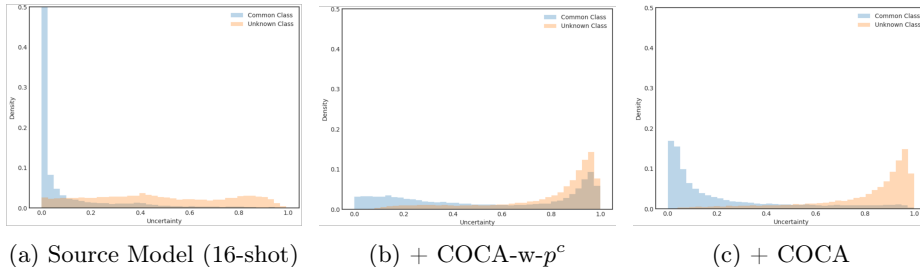 0.5
0.4
0.3
0.2
0.1
0.0
Density
0.0 0.2 0.4 0.6 0.8 1.0
Uncertainty
Common Class
Unknown Class
(a) Source Model (16-shot)
0.5
0.4
0.3
0.2
0.1
0.0
Density
0.0 0.2 0.4 0.6 0.8 1.0
Uncertainty
Common Class
Unknown Class
(b) + COCA-w-p^c
0.5
0.4
0.3
0.2
0.1
0.0
Density
0.0 0.2 0.4 0.6 0.8 1.0
Uncertainty
Common Class
Unknown Class
(c) + COCA